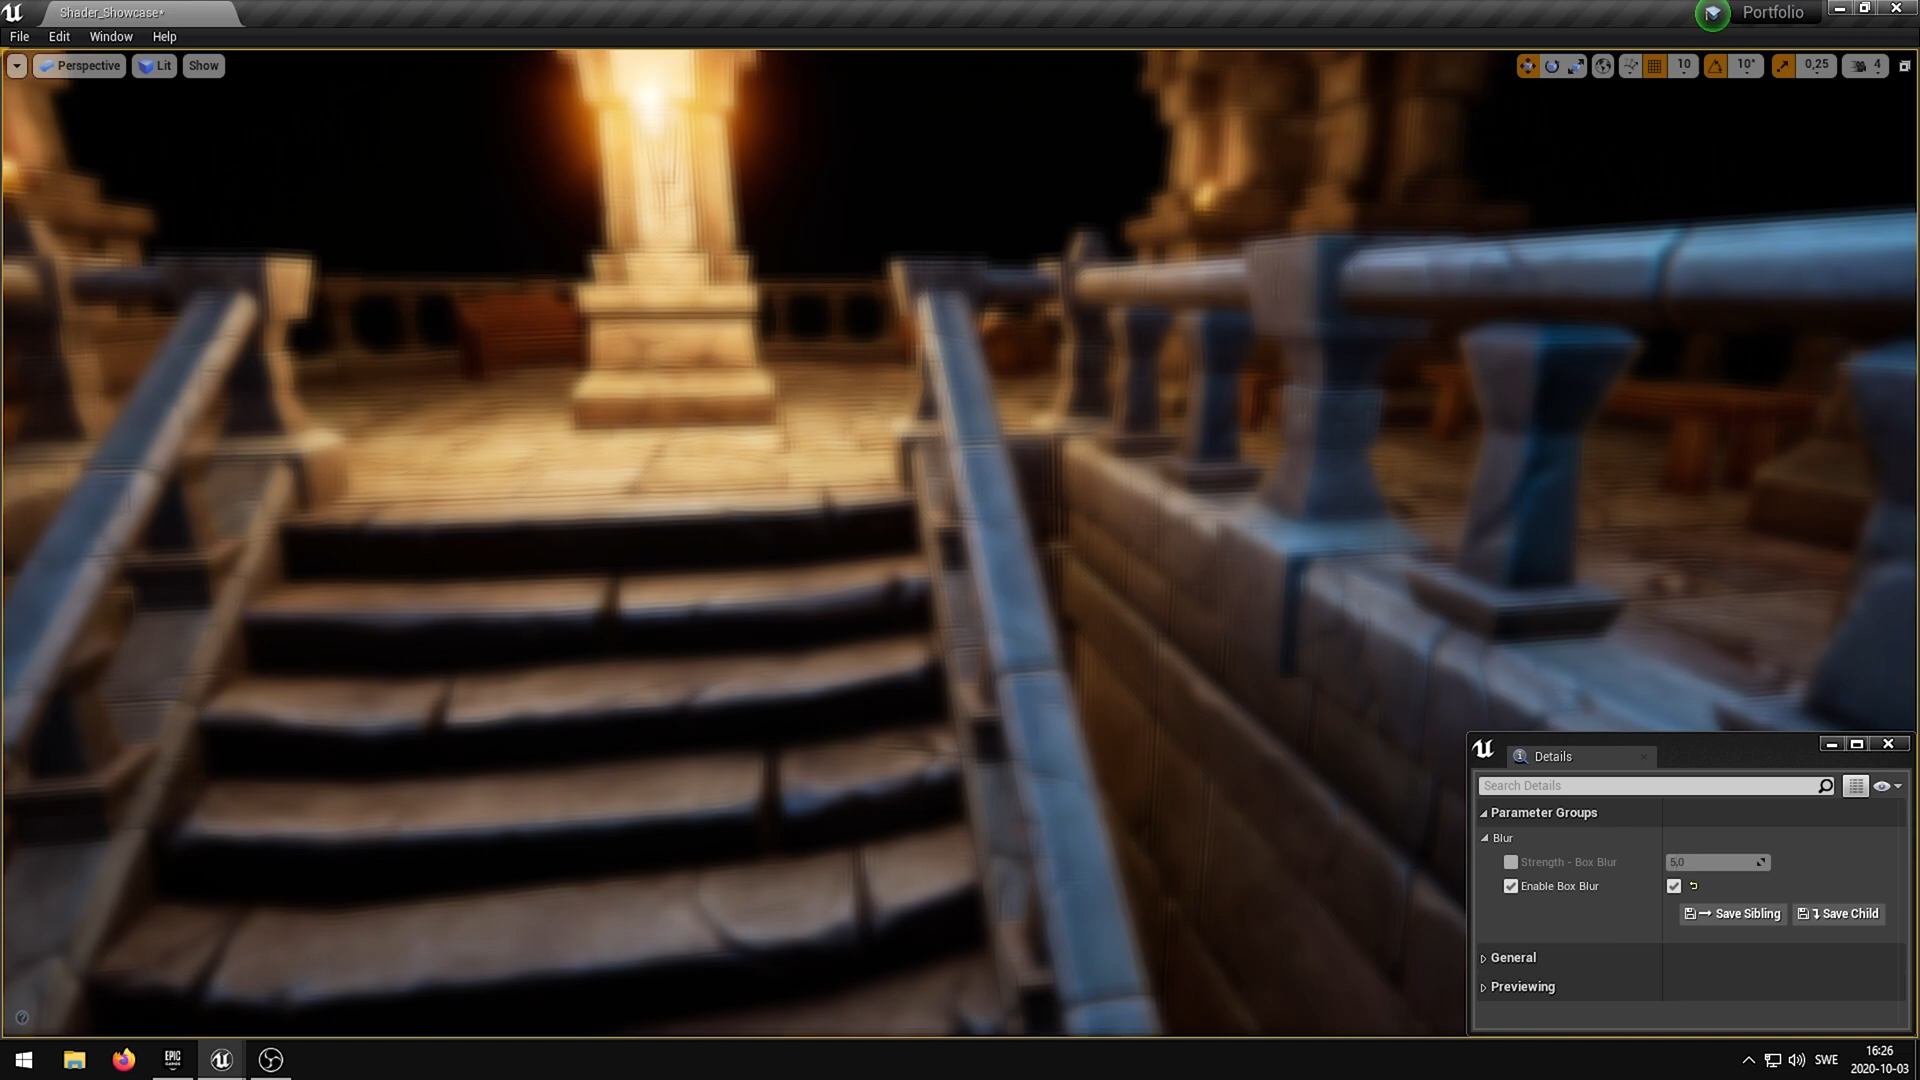 Shader_Showcase*
Portfolio
File Edit Window Help
Perspective Lit Show
10 10° 0,25 4
Details
Search Details
Parameter Groups
Blur
Strength - Box Blur 5,0
Enable Box Blur
Save Sibling Save Child
General
Previewing
EPIC GAMES
SWE
16:26
2020-10-03